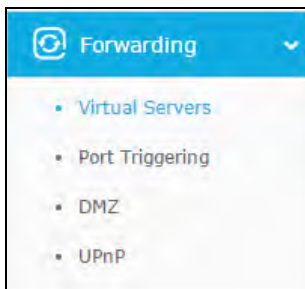 Forwarding
Virtual Servers
Port Triggering
DMZ
UPnP